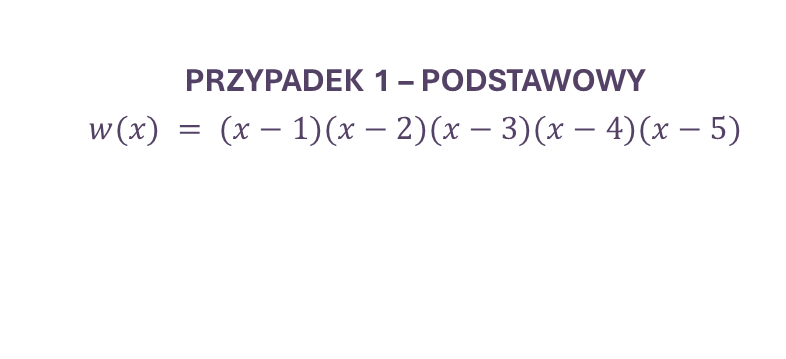 PRZYPADEK 1 – PODSTAWOWY
w(x) = (x − 1)(x − 2)(x − 3)(x − 4)(x − 5)